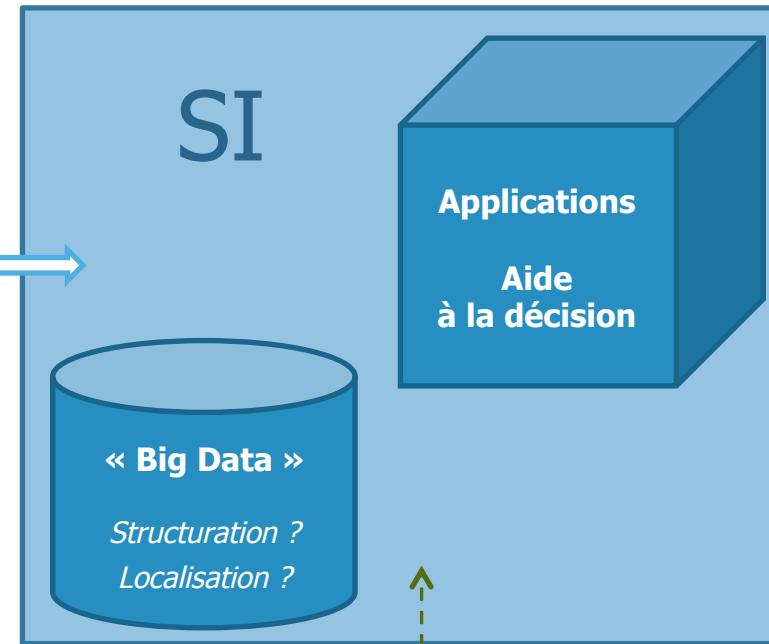 SI
Applications
Aide
à la décision
« Big Data »
Structuration ?
Localisation ?